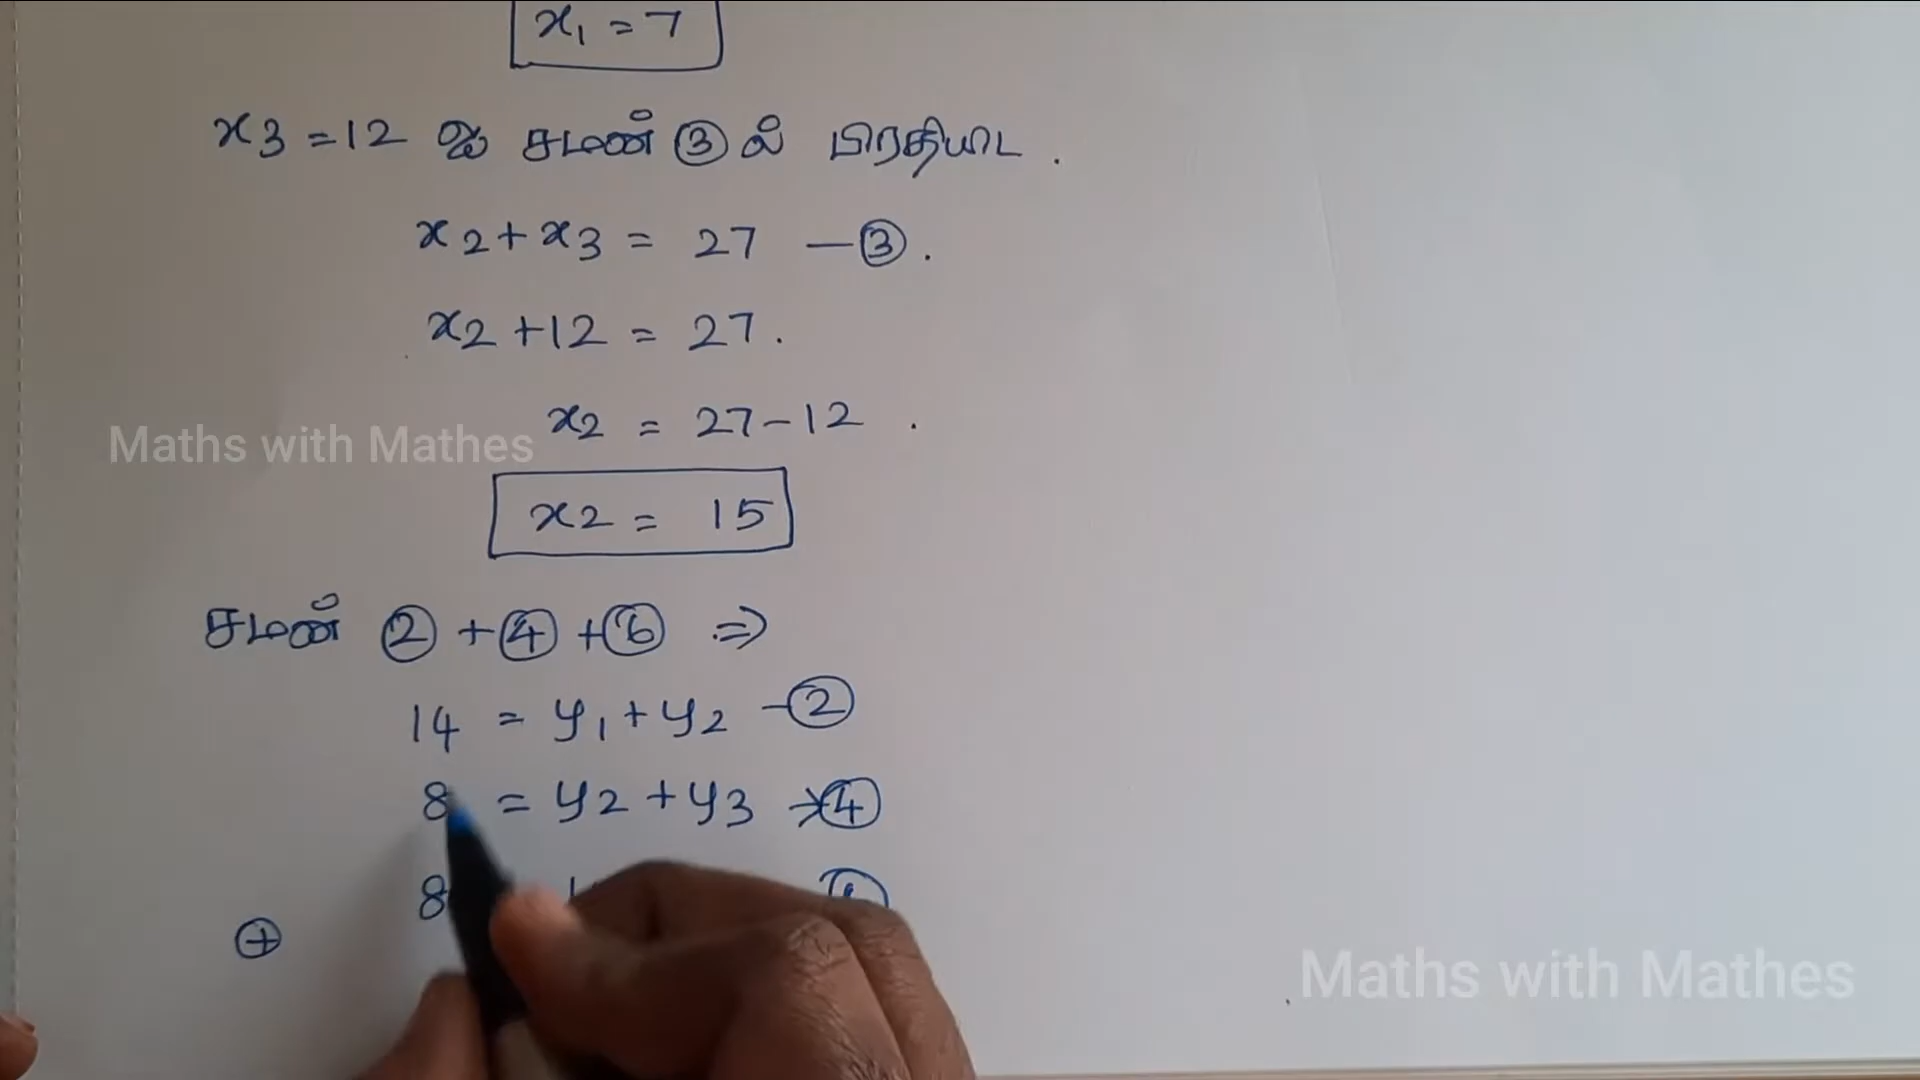 x1 = 7
x3 = 12 ஐ சமன் ③ ல் பிரதியிட .
x2 + x3 = 27 — ③ .
x2 + 12 = 27 .
x2 = 27 - 12 .
Maths with Mathes
x2 = 15
சமன் ② + ④ + ⑥ ⇒
14 = y1 + y2 - ②
8 = y2 + y3 → ④
8
⊕
Maths with Mathes